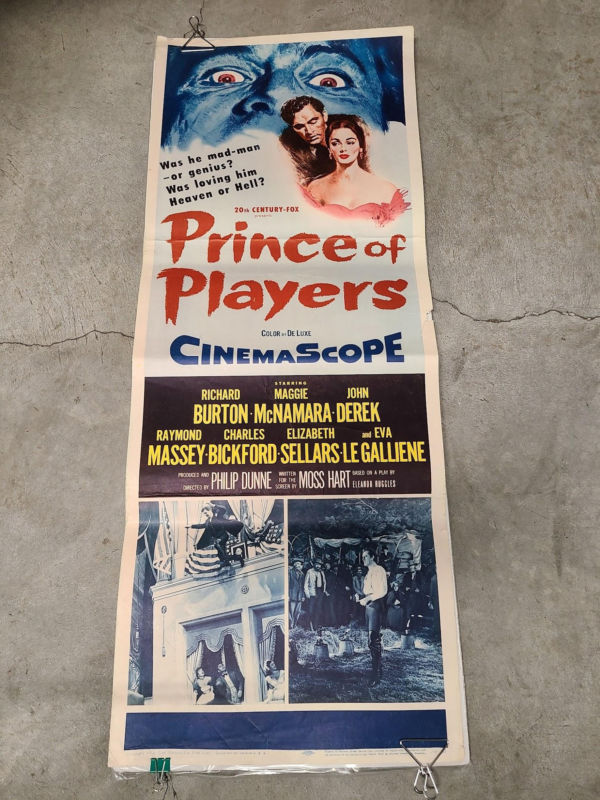 Was he mad-man
—or genius?
Was loving him
Heaven or Hell?
20th CENTURY-FOX
presents
Prince of
Players
COLOR BY DE LUXE
CINEMASCOPE
STARRING
RICHARD MAGGIE JOHN
BURTON · McNAMARA · DEREK
RAYMOND CHARLES ELIZABETH and EVA
MASSEY · BICKFORD · SELLARS · LE GALLIENE
PRODUCED AND DIRECTED BY PHILIP DUNNE WRITTEN FOR THE SCREEN BY MOSS HART BASED ON A PLAY BY ELEANOR RUGGLES